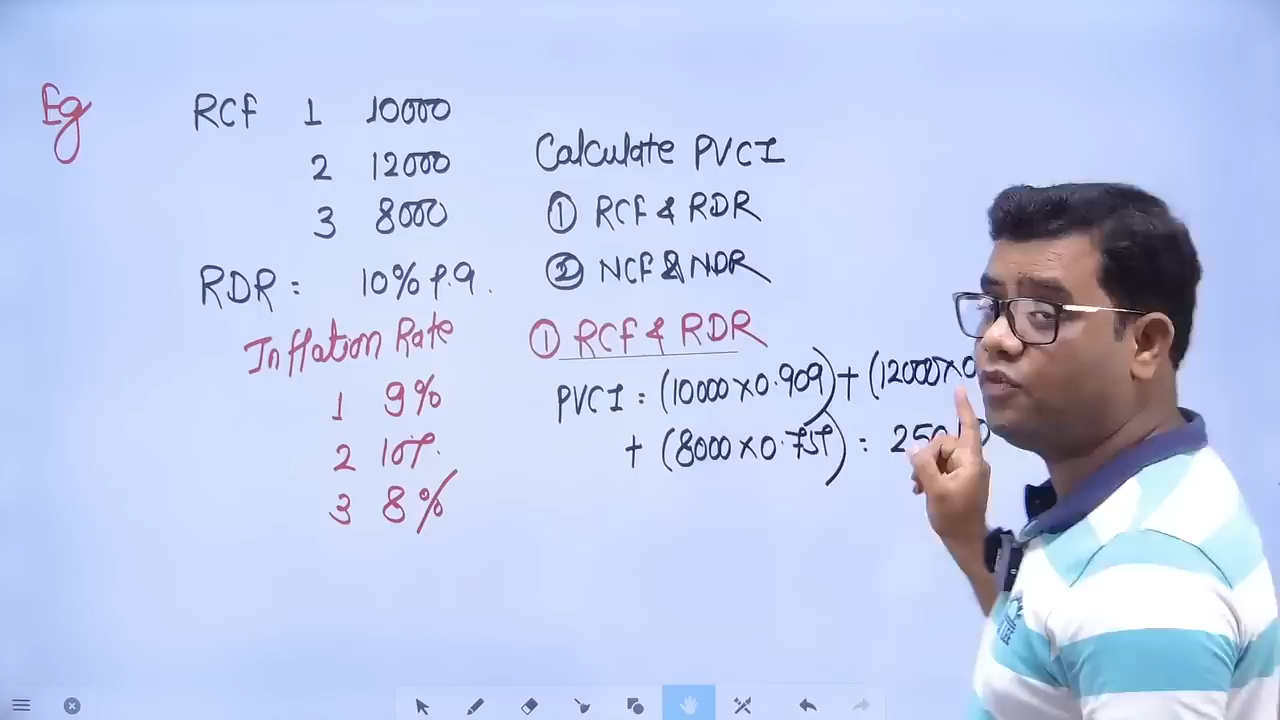 Eg
RCF 1 10000
2 12000
3 8000
RDR : 10% p.a.
Inflation Rate
1 9%
2 10%
3 8%
Calculate PVCI
① RCF & RDR
② NCF & NDR
① RCF & RDR
PVCI : (10000 × 0.909) + (12000 × 0
+ (8000 × 0.751) :